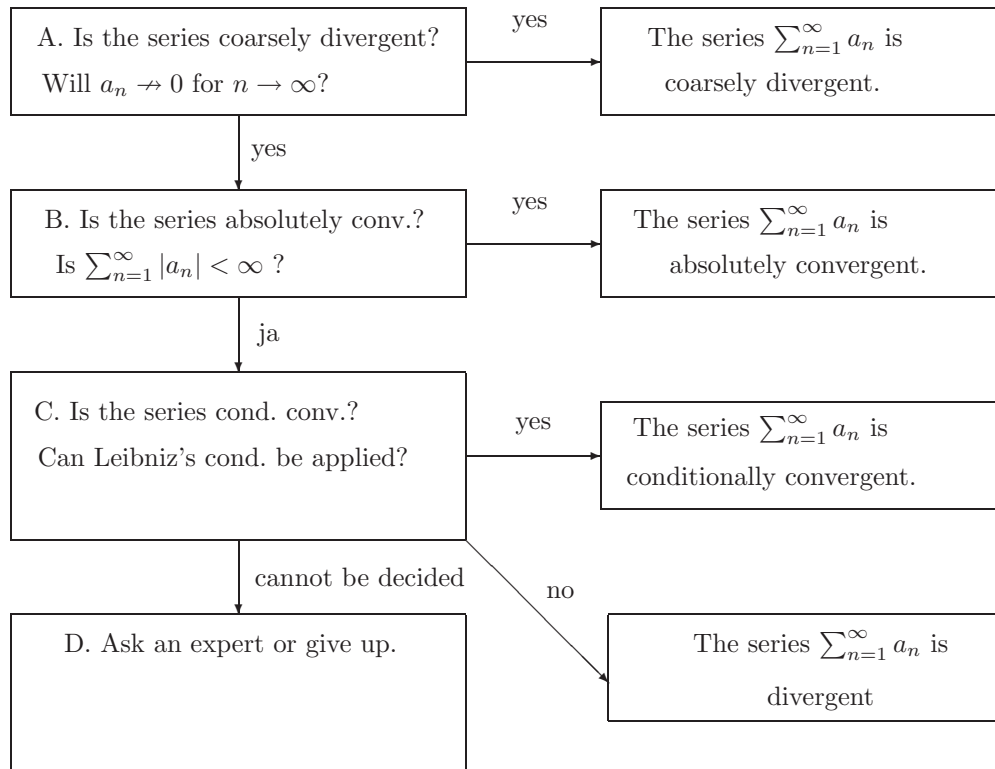 A. Is the series coarsely divergent?
Will $a_n \nrightarrow 0$ for $n \to \infty$?
yes
The series $\sum_{n=1}^{\infty} a_n$ is
coarsely divergent.
yes
B. Is the series absolutely conv.?
Is $\sum_{n=1}^{\infty} |a_n| < \infty$ ?
yes
The series $\sum_{n=1}^{\infty} a_n$ is
absolutely convergent.
ja
C. Is the series cond. conv.?
Can Leibniz's cond. be applied?
yes
The series $\sum_{n=1}^{\infty} a_n$ is
conditionally convergent.
cannot be decided
no
D. Ask an expert or give up.
The series $\sum_{n=1}^{\infty} a_n$ is
divergent